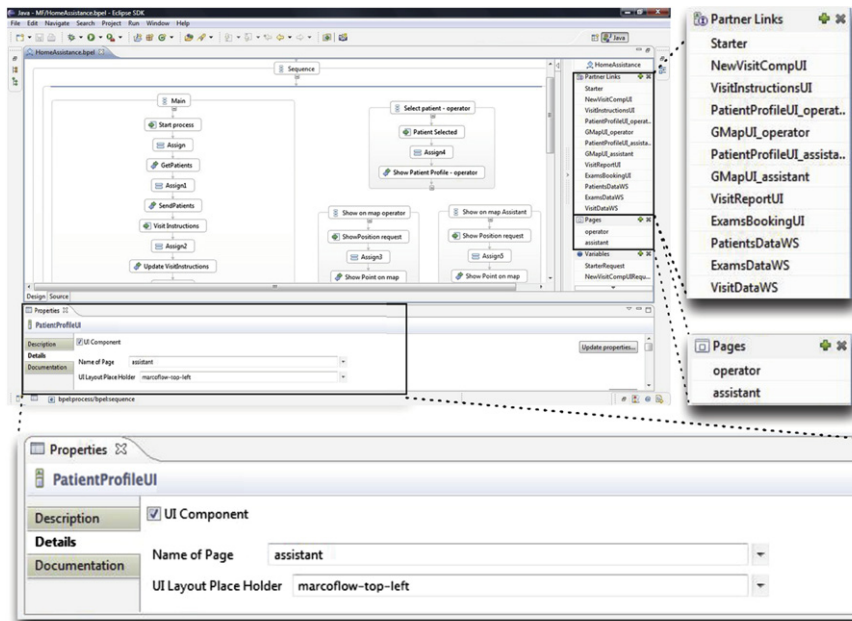 Java - MF/HomeAssistance.bpel - Eclipse SDK
File Edit Navigate Search Project Run Window Help
Java
HomeAssistance.bpel
Sequence
Main
Start process
Assign
GetPatients
Assign1
SendPatients
Visit Instructions
Assign2
Update VisitInstructions
Select patient - operator
Patient Selected
Assign4
Show Patient Profile - operator
Show on map operator
ShowPosition request
Assign3
Show Point on map
Show on map Assistant
Show Position request
Assign5
Show Point on map
HomeAssistance
Partner Links
Starter
NewVisitCompUI
VisitInstructionsUI
PatientProfileUI_operat..
GMapUI_operator
PatientProfileUI_assista..
GMapUI_assistant
VisitReportUI
ExamsBookingUI
PatientsDataWS
ExamsDataWS
VisitDataWS
Pages
operator
assistant
Variables
StarterRequest
NewVisitCompUIRequ...
Design Source
Properties
PatientProfileUI
Description
Details
Documentation
UI Component
Name of Page assistant
UI Layout Place Holder marcoflow-top-left
Update properties...
bpel:process/bpel:sequence
Partner Links
Starter
NewVisitCompUI
VisitInstructionsUI
PatientProfileUI_operat..
GMapUI_operator
PatientProfileUI_assista..
GMapUI_assistant
VisitReportUI
ExamsBookingUI
PatientsDataWS
ExamsDataWS
VisitDataWS
Pages
operator
assistant
Properties
PatientProfileUI
Description
Details
Documentation
UI Component
Name of Page assistant
UI Layout Place Holder marcoflow-top-left